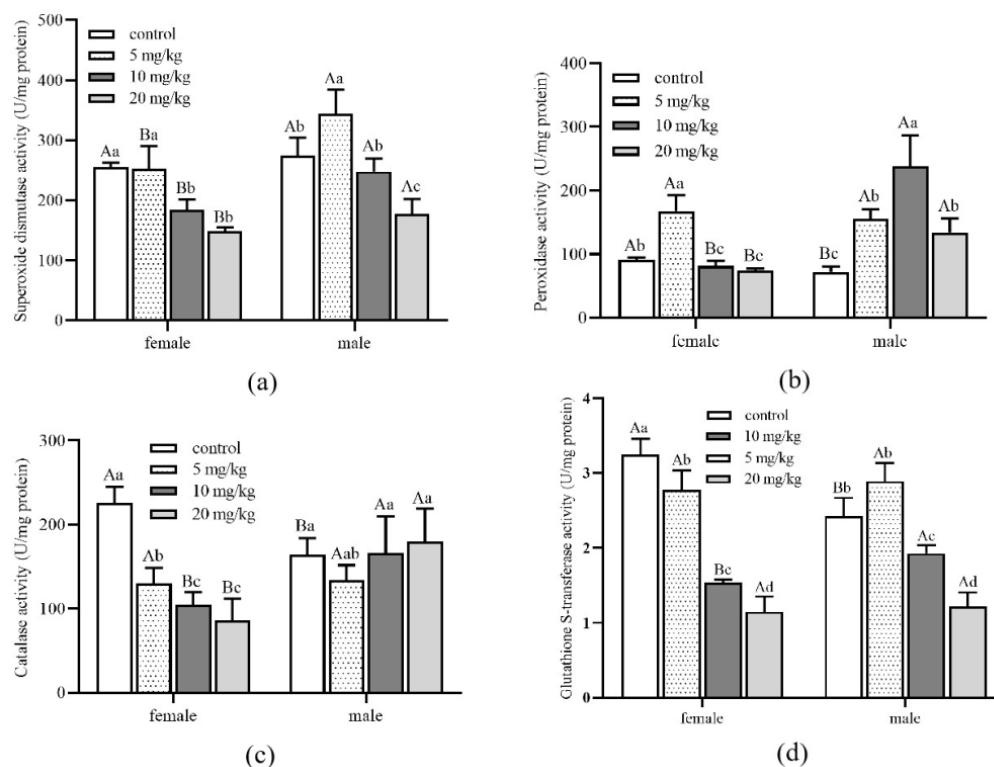 Superoxide dismutase activity (U/mg protein)
500
400
300
200
100
0
control
5 mg/kg
10 mg/kg
20 mg/kg
Aa
Ba
Bb
Bb
Ab
Aa
Ab
Ac
female
male
(a)
Peroxidase activity (U/mg protein)
400
300
200
100
0
control
5 mg/kg
10 mg/kg
20 mg/kg
Ab
Aa
Bc
Bc
Bc
Ab
Aa
Ab
female
male
(b)
Catalase activity (U/mg protein)
300
200
100
0
control
5 mg/kg
10 mg/kg
20 mg/kg
Aa
Ab
Bc
Bc
Ba
Aab
Aa
Aa
female
male
(c)
Glutathione S-transferase activity (U/mg protein)
4
3
2
1
0
control
10 mg/kg
5 mg/kg
20 mg/kg
Aa
Ab
Bc
Ad
Bb
Ab
Ac
Ad
female
male
(d)